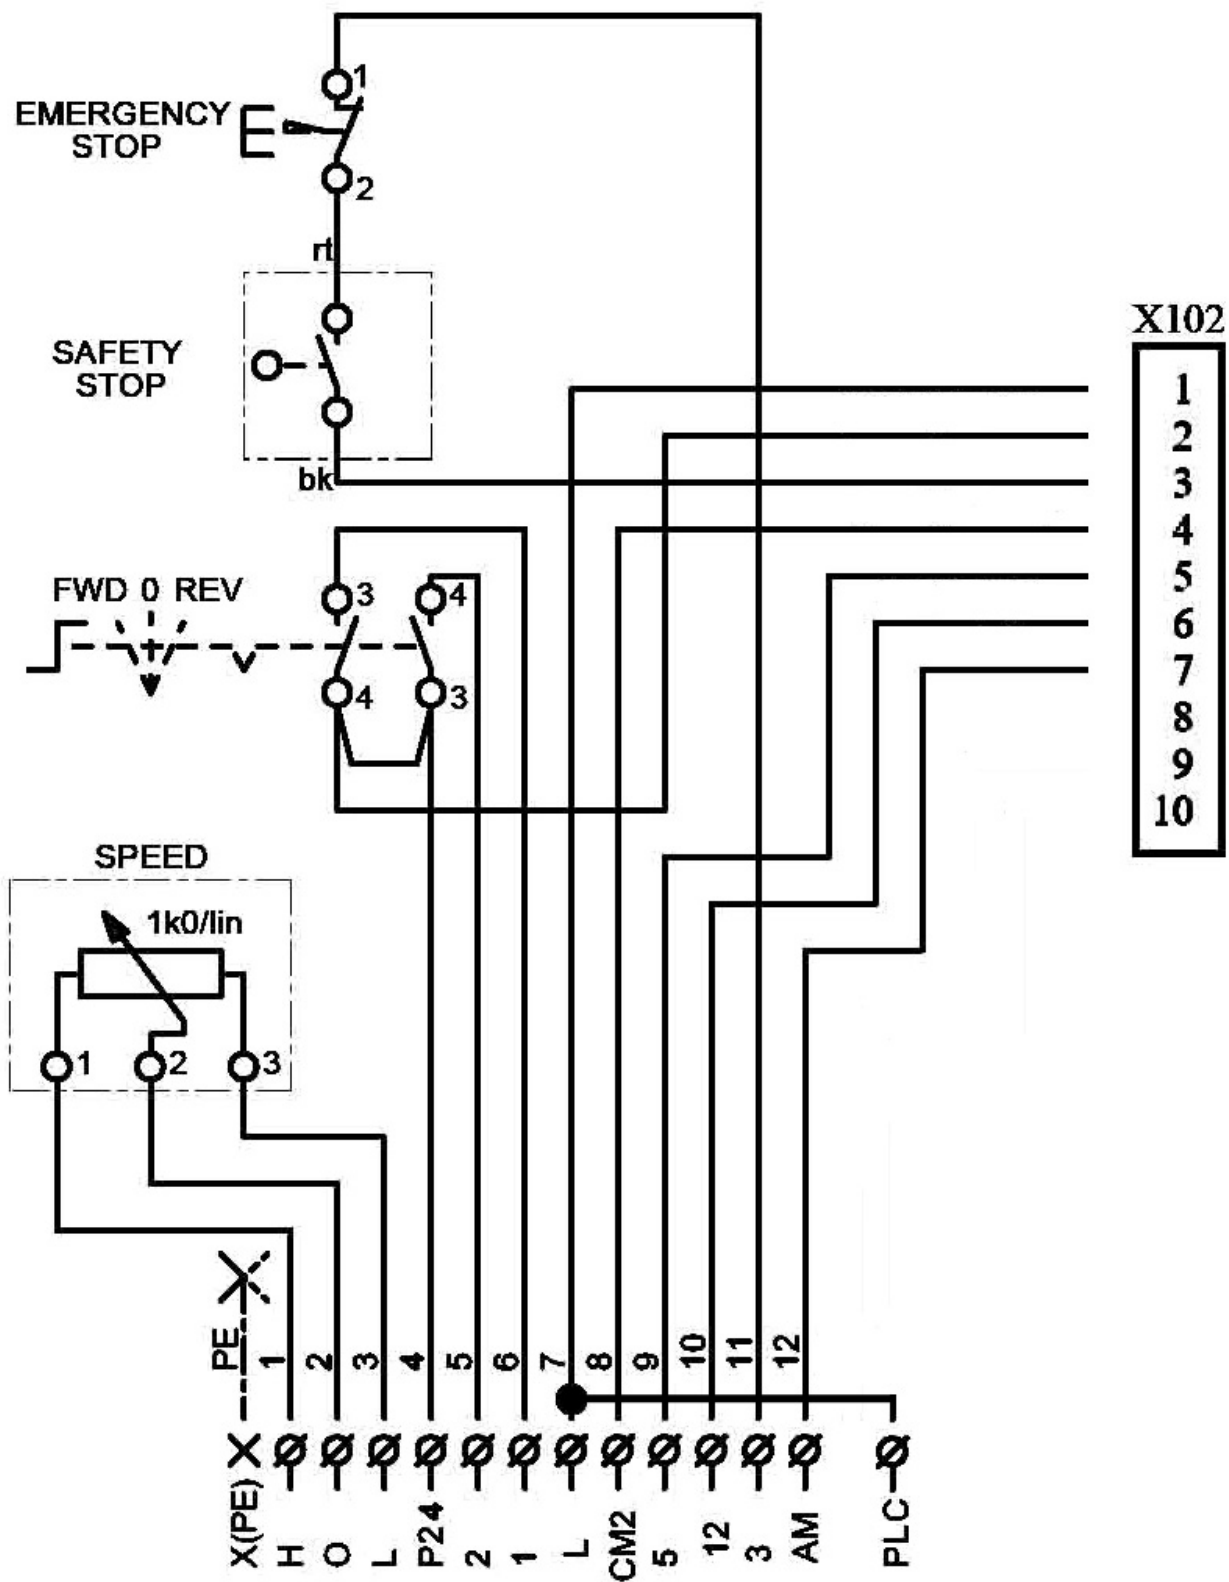 1
EMERGENCY
STOP
2
rt
X102
SAFETY
STOP
1
2
bk
3
4
FWD 0 REV
3
4
5
6
4
3
7
8
9
10
SPEED
1k0/lin
1
2
3
PE
1
2
3
4
5
6
7
8
9
10
11
12
X(PE)
H
O
L
P24
2
1
L
CM2
5
12
3
AM
PLC